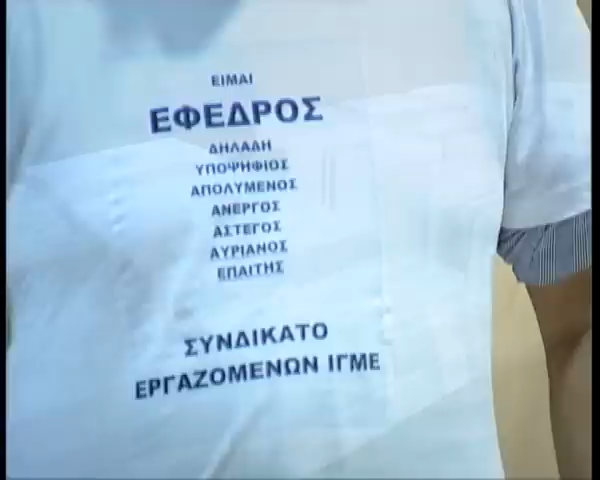 ΕΙΜΑΙ
ΕΦΕΔΡΟΣ
ΔΗΛΑΔΗ
ΥΠΟΨΗΦΙΟΣ
ΑΠΟΛΥΜΕΝΟΣ
ΑΝΕΡΓΟΣ
ΑΣΤΕΓΟΣ
ΑΥΡΙΑΝΟΣ
ΕΠΑΙΤΗΣ
ΣΥΝΔΙΚΑΤΟ
ΕΡΓΑΖΟΜΕΝΩΝ ΙΓΜΕ